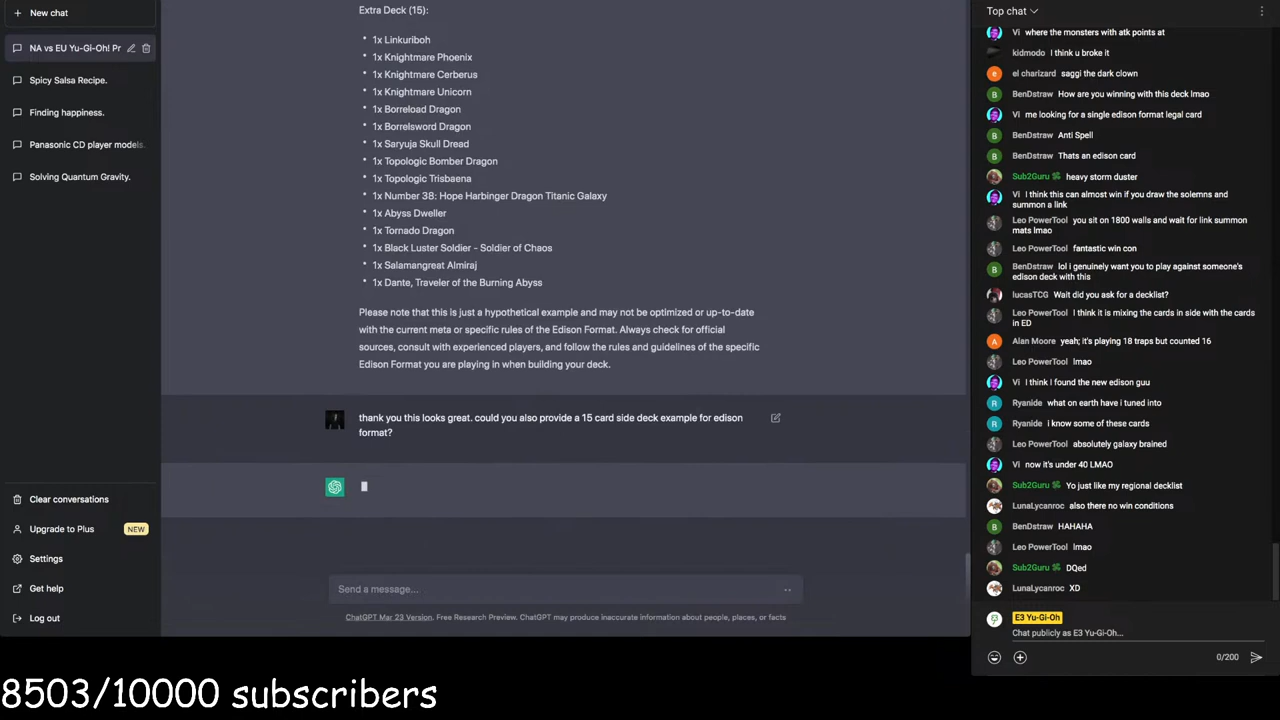 New chat
NA vs EU Yu-Gi-Oh! Pr
Spicy Salsa Recipe.
Finding happiness.
Panasonic CD player models.
Solving Quantum Gravity.
Clear conversations
Upgrade to Plus NEW
Settings
Get help
Log out
Extra Deck (15):
• 1x Linkuriboh
• 1x Knightmare Phoenix
• 1x Knightmare Cerberus
• 1x Knightmare Unicorn
• 1x Borreload Dragon
• 1x Borrelsword Dragon
• 1x Saryuja Skull Dread
• 1x Topologic Bomber Dragon
• 1x Topologic Trisbaena
• 1x Number 38: Hope Harbinger Dragon Titanic Galaxy
• 1x Abyss Dweller
• 1x Tornado Dragon
• 1x Black Luster Soldier - Soldier of Chaos
• 1x Salamangreat Almiraj
• 1x Dante, Traveler of the Burning Abyss
Please note that this is just a hypothetical example and may not be optimized or up-to-date
with the current meta or specific rules of the Edison Format. Always check for official
sources, consult with experienced players, and follow the rules and guidelines of the specific
Edison Format you are playing in when building your deck.
thank you this looks great. could you also provide a 15 card side deck example for edison
format?
Send a message....
ChatGPT Mar 23 Version. Free Research Preview. ChatGPT may produce inaccurate information about people, places, or facts
Top chat
Vi where the monsters with atk points at
kidmodo I think u broke it
e el charizard saggi the dark clown
B BenDstraw How are you winning with this deck lmao
Vi me looking for a single edison format legal card
B BenDstraw Anti Spell
B BenDstraw Thats an edison card
Sub2Guru heavy storm duster
Vi I think this can almost win if you draw the solemns and
summon a link
Leo PowerTool you sit on 1800 walls and wait for link summon
mats lmao
Leo PowerTool fantastic win con
B BenDstraw lol i genuinely want you to play against someone's
edison deck with this
lucasTCG Wait did you ask for a decklist?
Leo PowerTool I think it is mixing the cards in side with the cards
in ED
A Alan Moore yeah; it's playing 18 traps but counted 16
Leo PowerTool lmao
Vi I think I found the new edison guu
R Ryanide what on earth have i tuned into
R Ryanide i know some of these cards
Leo PowerTool absolutely galaxy brained
Vi now it's under 40 LMAO
Sub2Guru Yo just like my regional decklist
LunaLycanroc also there no win conditions
B BenDstraw HAHAHA
Leo PowerTool lmao
Sub2Guru DQed
LunaLycanroc XD
E3 Yu-Gi-Oh
Chat publicly as E3 Yu-Gi-Oh...
0/200
8503/10000 subscribers